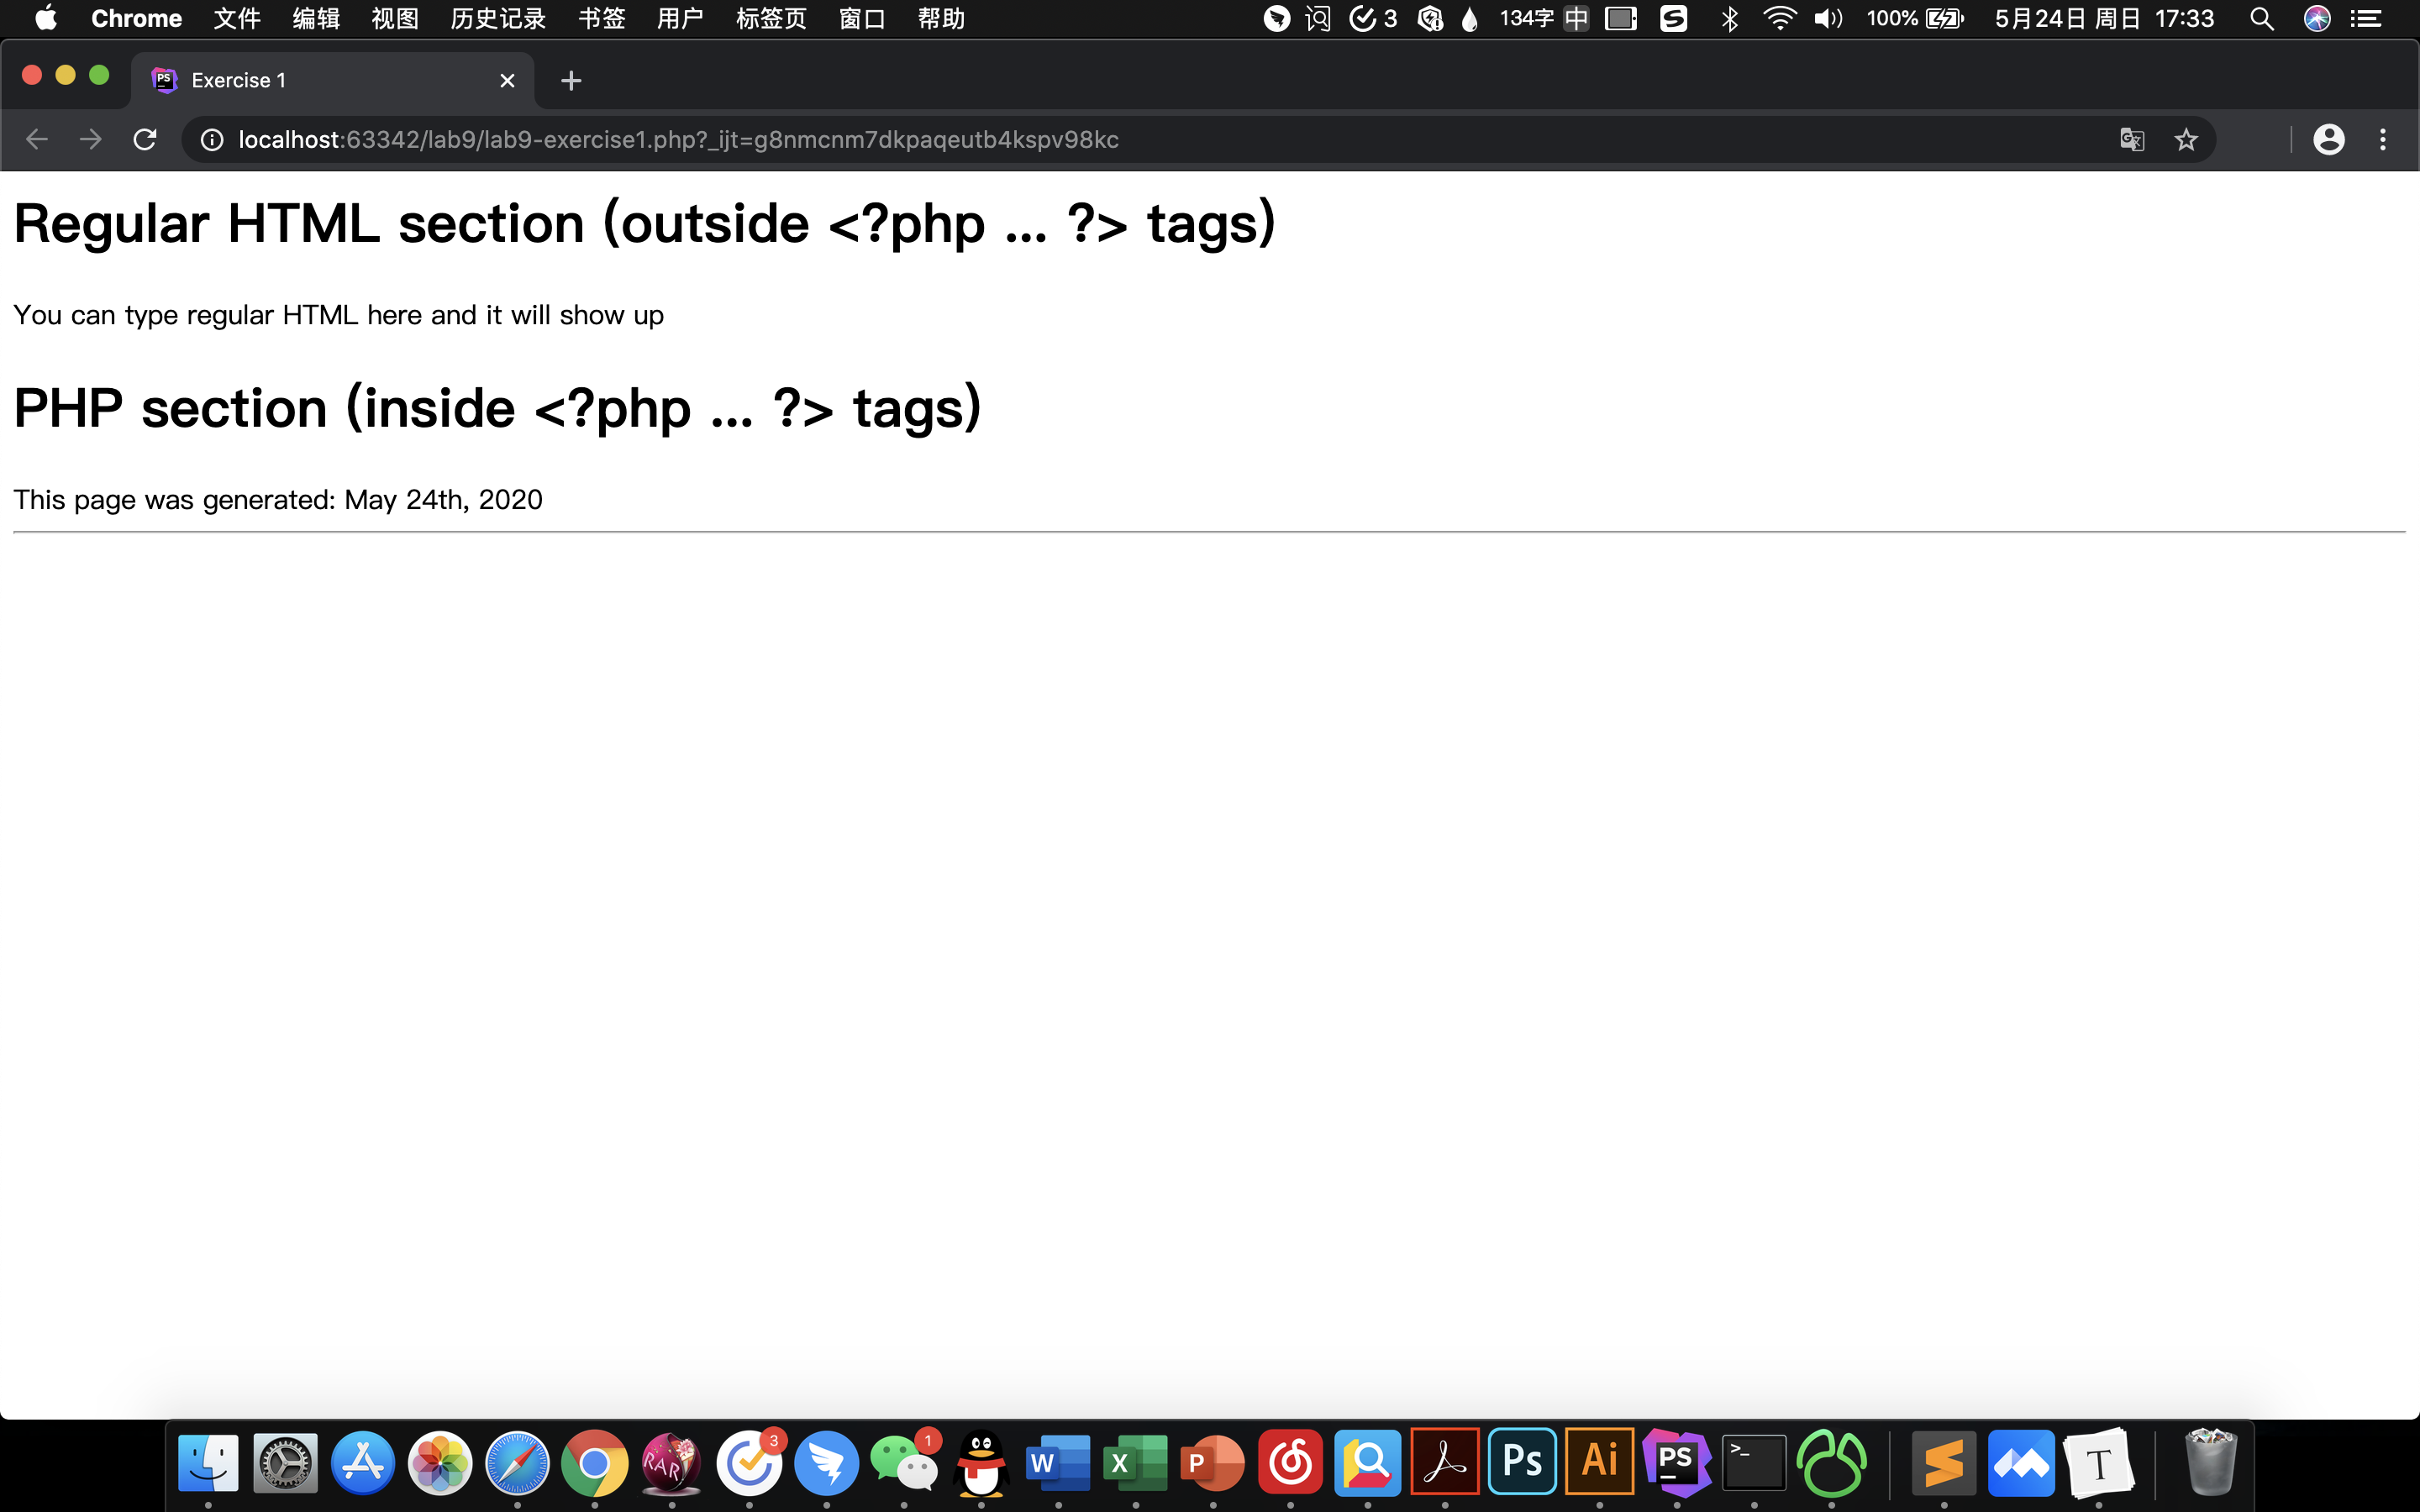 Chrome 文件 编辑 视图 历史记录 书签 用户 标签页 窗口 帮助 3 134字 中 100% 5月24日 周日 17:33
Exercise 1
localhost:63342/lab9/lab9-exercise1.php?_ijt=g8nmcnm7dkpaqeutb4kspv98kc
Regular HTML section (outside <?php ... ?> tags)
You can type regular HTML here and it will show up
PHP section (inside <?php ... ?> tags)
This page was generated: May 24th, 2020
RAR 3 1 W X P Ps Ai PS >_ T